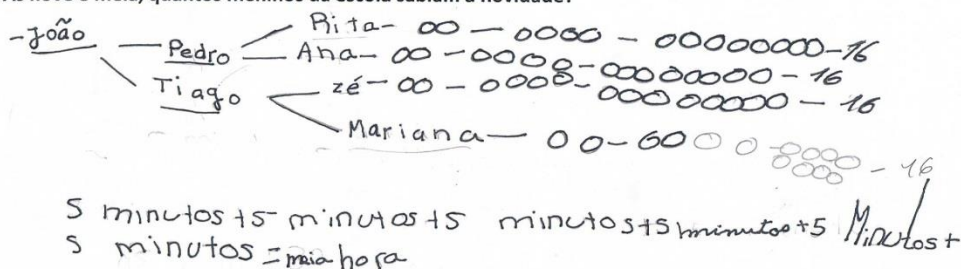 Às nove e meia, quantos meninos da escola sabiam a novidade?
-João
Pedro
Rita- 00 - 0000 - 00000000-16
Ana- 00 - 0000 - 00000000 - 16
Tiago
zé- 00 - 0000 - 00000000 - 16
Mariana- 00 - 0000 - 00000000 - 16
5 minutos +5 minutos +5 minutos +5 minutos +5 Minutos +
5 minutos = meia hora